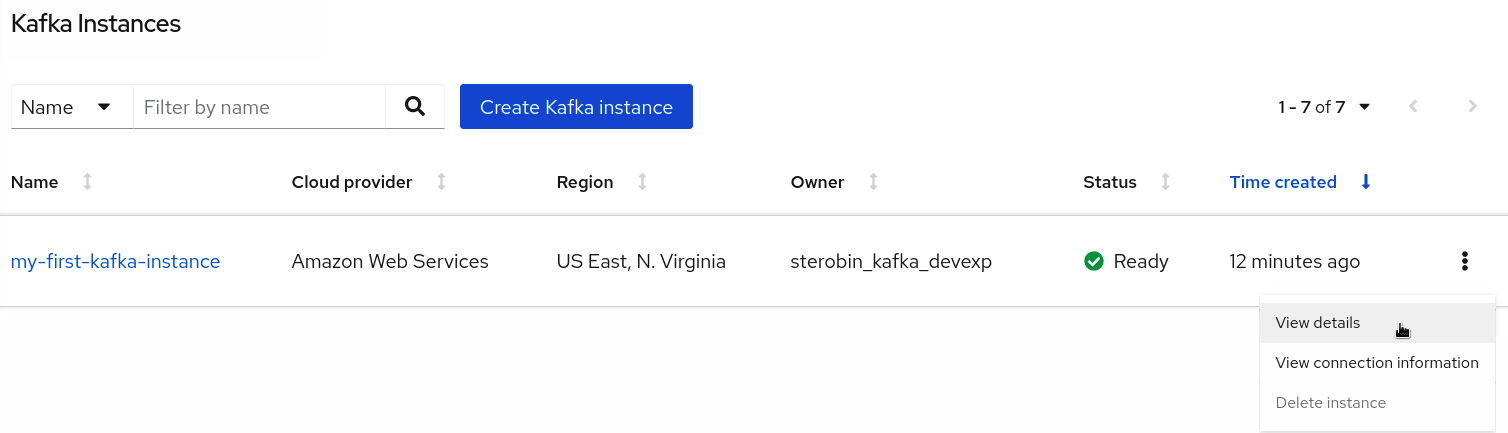 Kafka Instances
Name Filter by name Create Kafka instance 1 - 7 of 7
Name Cloud provider Region Owner Status Time created
my-first-kafka-instance Amazon Web Services US East, N. Virginia sterobin_kafka_devexp Ready 12 minutes ago
View details
View connection information
Delete instance